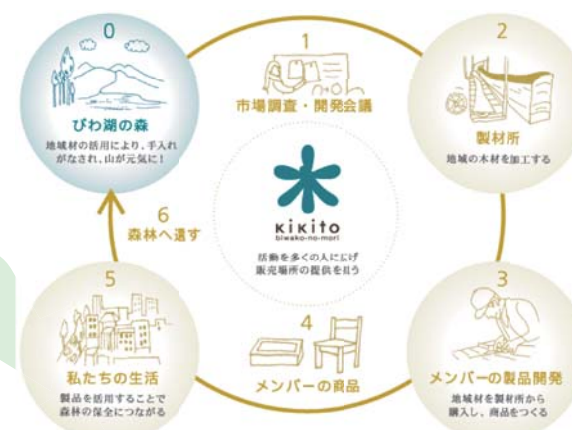 0
びわ湖の森
地域材の活用により、手入れ
がなされ、山が元気に!
1
市場調査・開発会議
2
製材所
地域の木材を加工する
kikito
biwako-no-mori
活動を多くの人に広げ
販売場所の提供を担う
3
メンバーの製品開発
地域材を製材所から
購入し、商品をつくる
4
メンバーの商品
5
私たちの生活
製品を活用することで
森林の保全につながる
6
森林へ還す